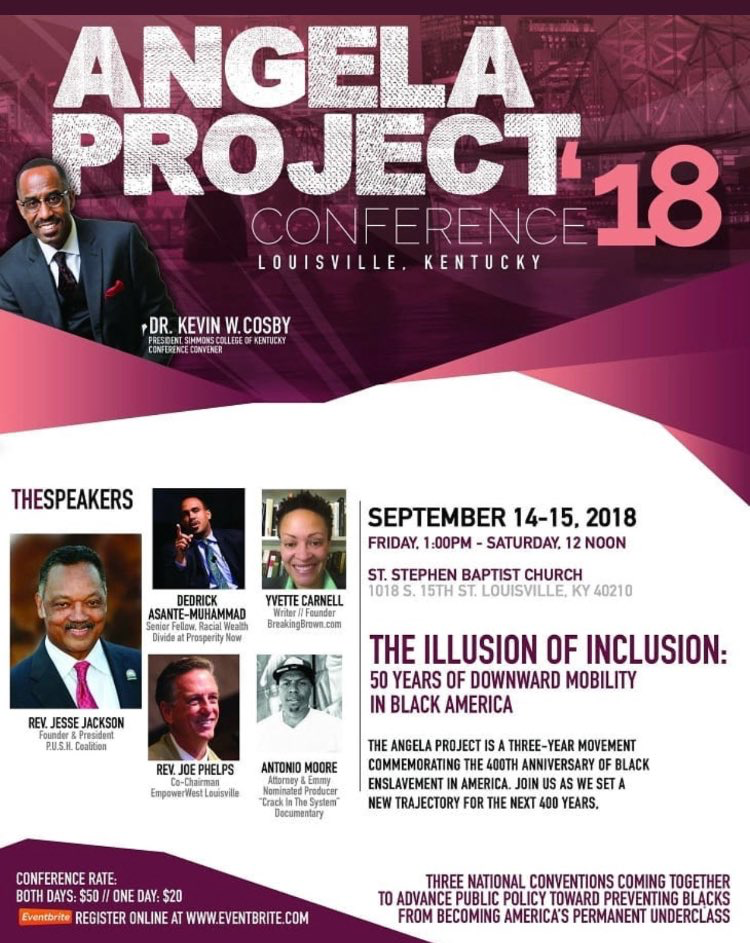 ANGELA
PROJECT
CONFERENCE '18
LOUISVILLE, KENTUCKY
DR. KEVIN W. COSBY
PRESIDENT, SIMMONS COLLEGE OF KENTUCKY
CONFERENCE CONVENER
THESPEAKERS
REV. JESSE JACKSON
Founder & President
P.U.S.H. Coalition
DEDRICK
ASANTE-MUHAMMAD
Senior Fellow, Racial Wealth
Divide at Prosperity Now
YVETTE CARNELL
Writer // Founder
BreakingBrown.com
REV. JOE PHELPS
Co-Chairman
EmpowerWest Louisville
ANTONIO MOORE
Attorney & Emmy
Nominated Producer
"Crack In The System"
Documentary
SEPTEMBER 14-15, 2018
FRIDAY, 1:00PM - SATURDAY, 12 NOON
ST. STEPHEN BAPTIST CHURCH
1018 S. 15TH ST. LOUISVILLE, KY 40210
THE ILLUSION OF INCLUSION:
50 YEARS OF DOWNWARD MOBILITY
IN BLACK AMERICA
THE ANGELA PROJECT IS A THREE-YEAR MOVEMENT
COMMEMORATING THE 400TH ANNIVERSARY OF BLACK
ENSLAVEMENT IN AMERICA. JOIN US AS WE SET A
NEW TRAJECTORY FOR THE NEXT 400 YEARS.
CONFERENCE RATE:
BOTH DAYS: $50 // ONE DAY: $20
Eventbrite REGISTER ONLINE AT WWW.EVENTBRITE.COM
THREE NATIONAL CONVENTIONS COMING TOGETHER
TO ADVANCE PUBLIC POLICY TOWARD PREVENTING BLACKS
FROM BECOMING AMERICA'S PERMANENT UNDERCLASS